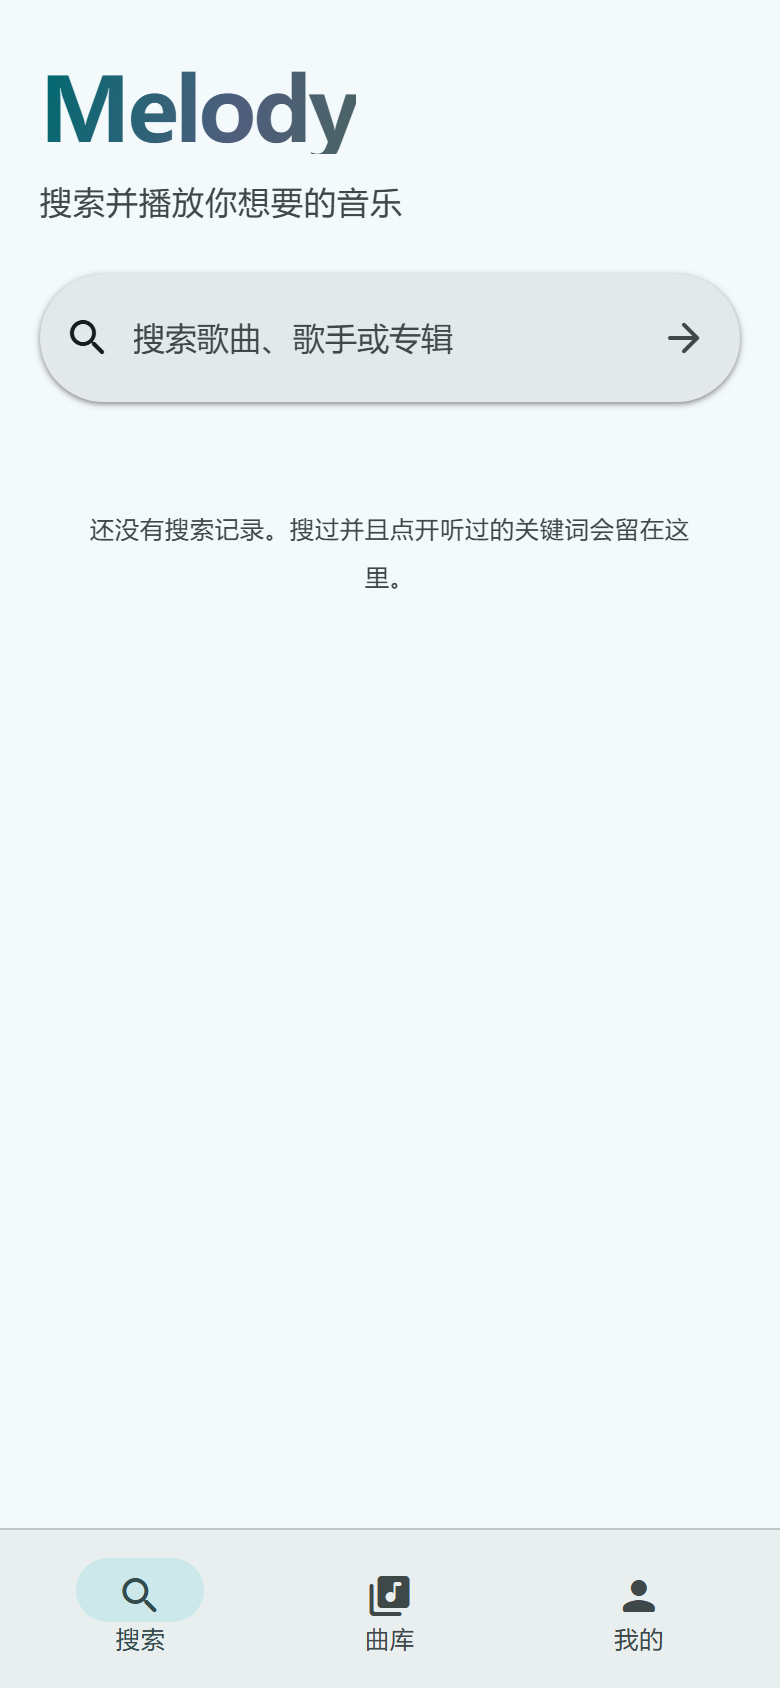 Melody
搜索并播放你想要的音乐
搜索歌曲、歌手或专辑
还没有搜索记录。搜过并且点开听过的关键词会留在这
里。
搜索
曲库
我的